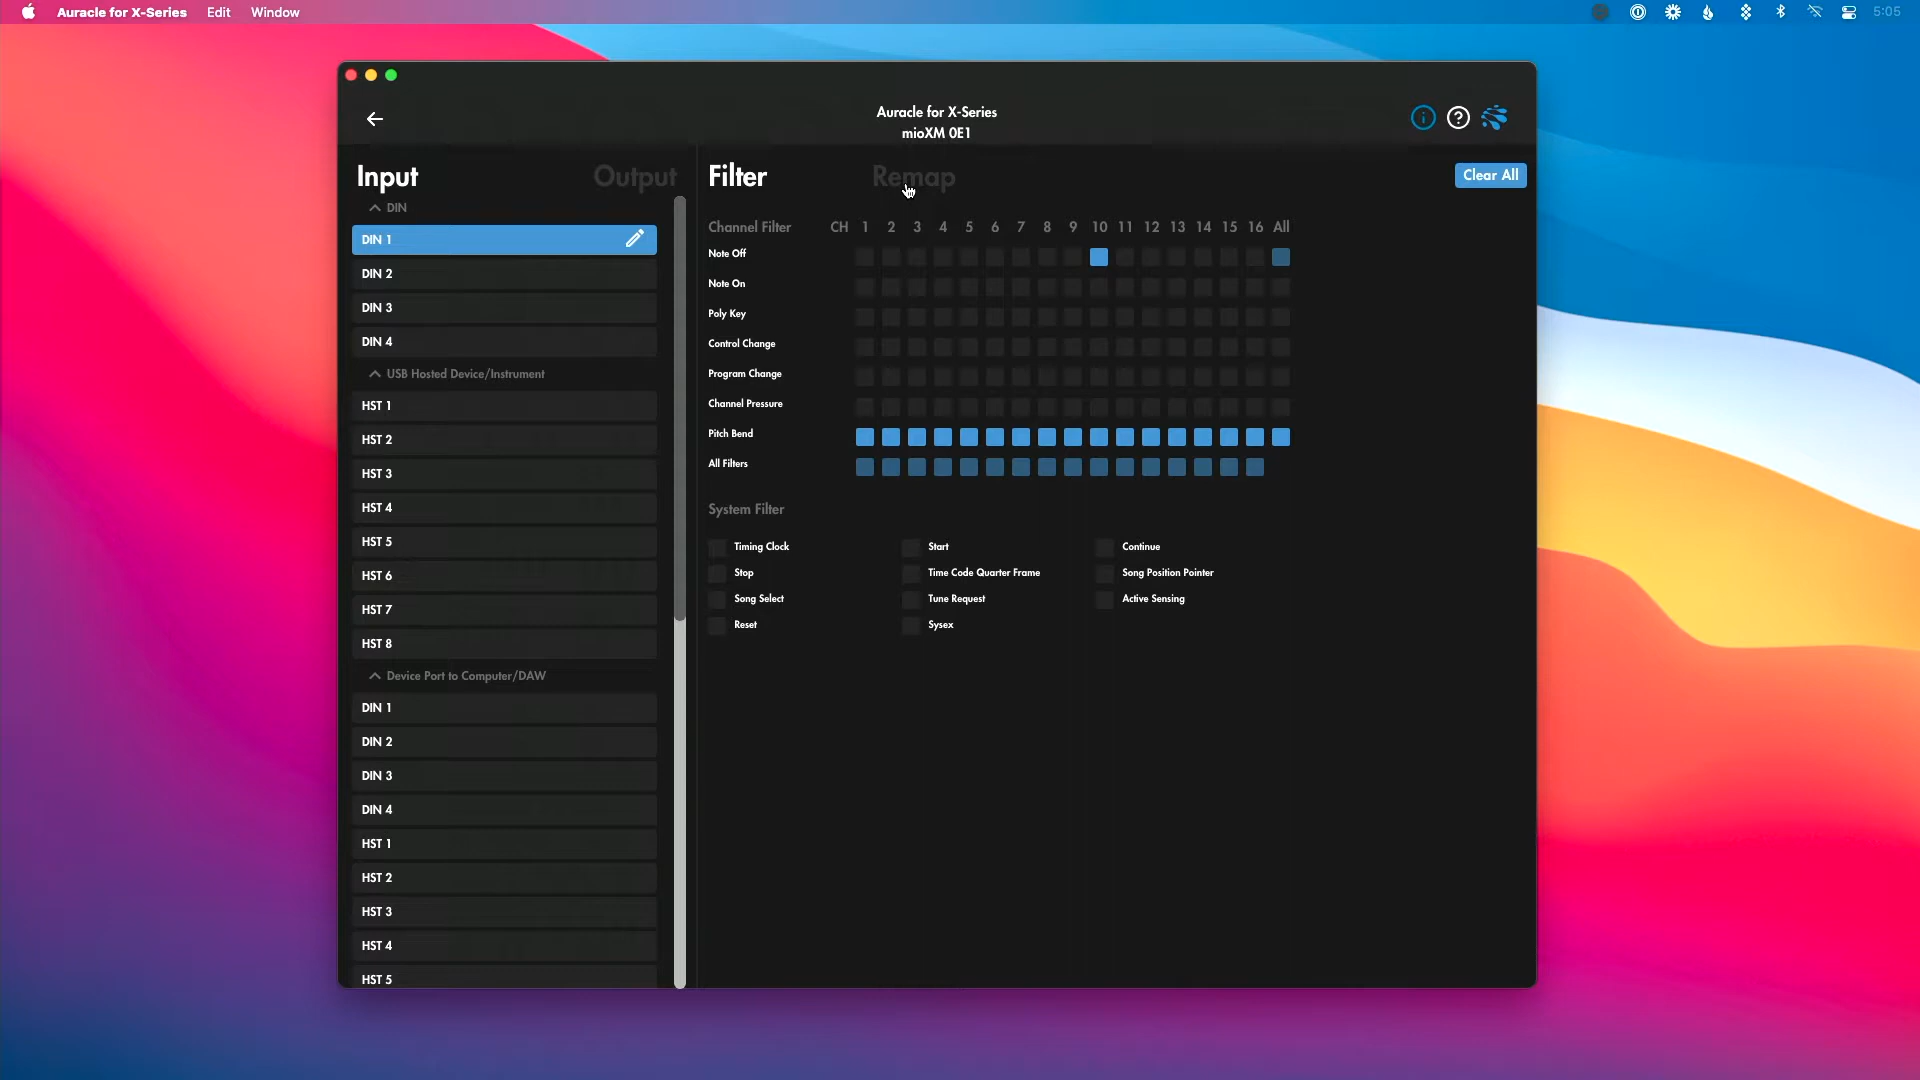 Auracle for X-Series Edit Window 5:05
Auracle for X-Series
mioXM 0E1
Input Output
DIN
DIN 1
DIN 2
DIN 3
DIN 4
USB Hosted Device/Instrument
HST 1
HST 2
HST 3
HST 4
HST 5
HST 6
HST 7
HST 8
Device Port to Computer/DAW
DIN 1
DIN 2
DIN 3
DIN 4
HST 1
HST 2
HST 3
HST 4
HST 5
Filter Remap Clear All
Channel Filter CH 1 2 3 4 5 6 7 8 9 10 11 12 13 14 15 16 All
Note Off
Note On
Poly Key
Control Change
Program Change
Channel Pressure
Pitch Bend
All Filters
System Filter
Timing Clock Start Continue
Stop Time Code Quarter Frame Song Position Pointer
Song Select Tune Request Active Sensing
Reset Sysex